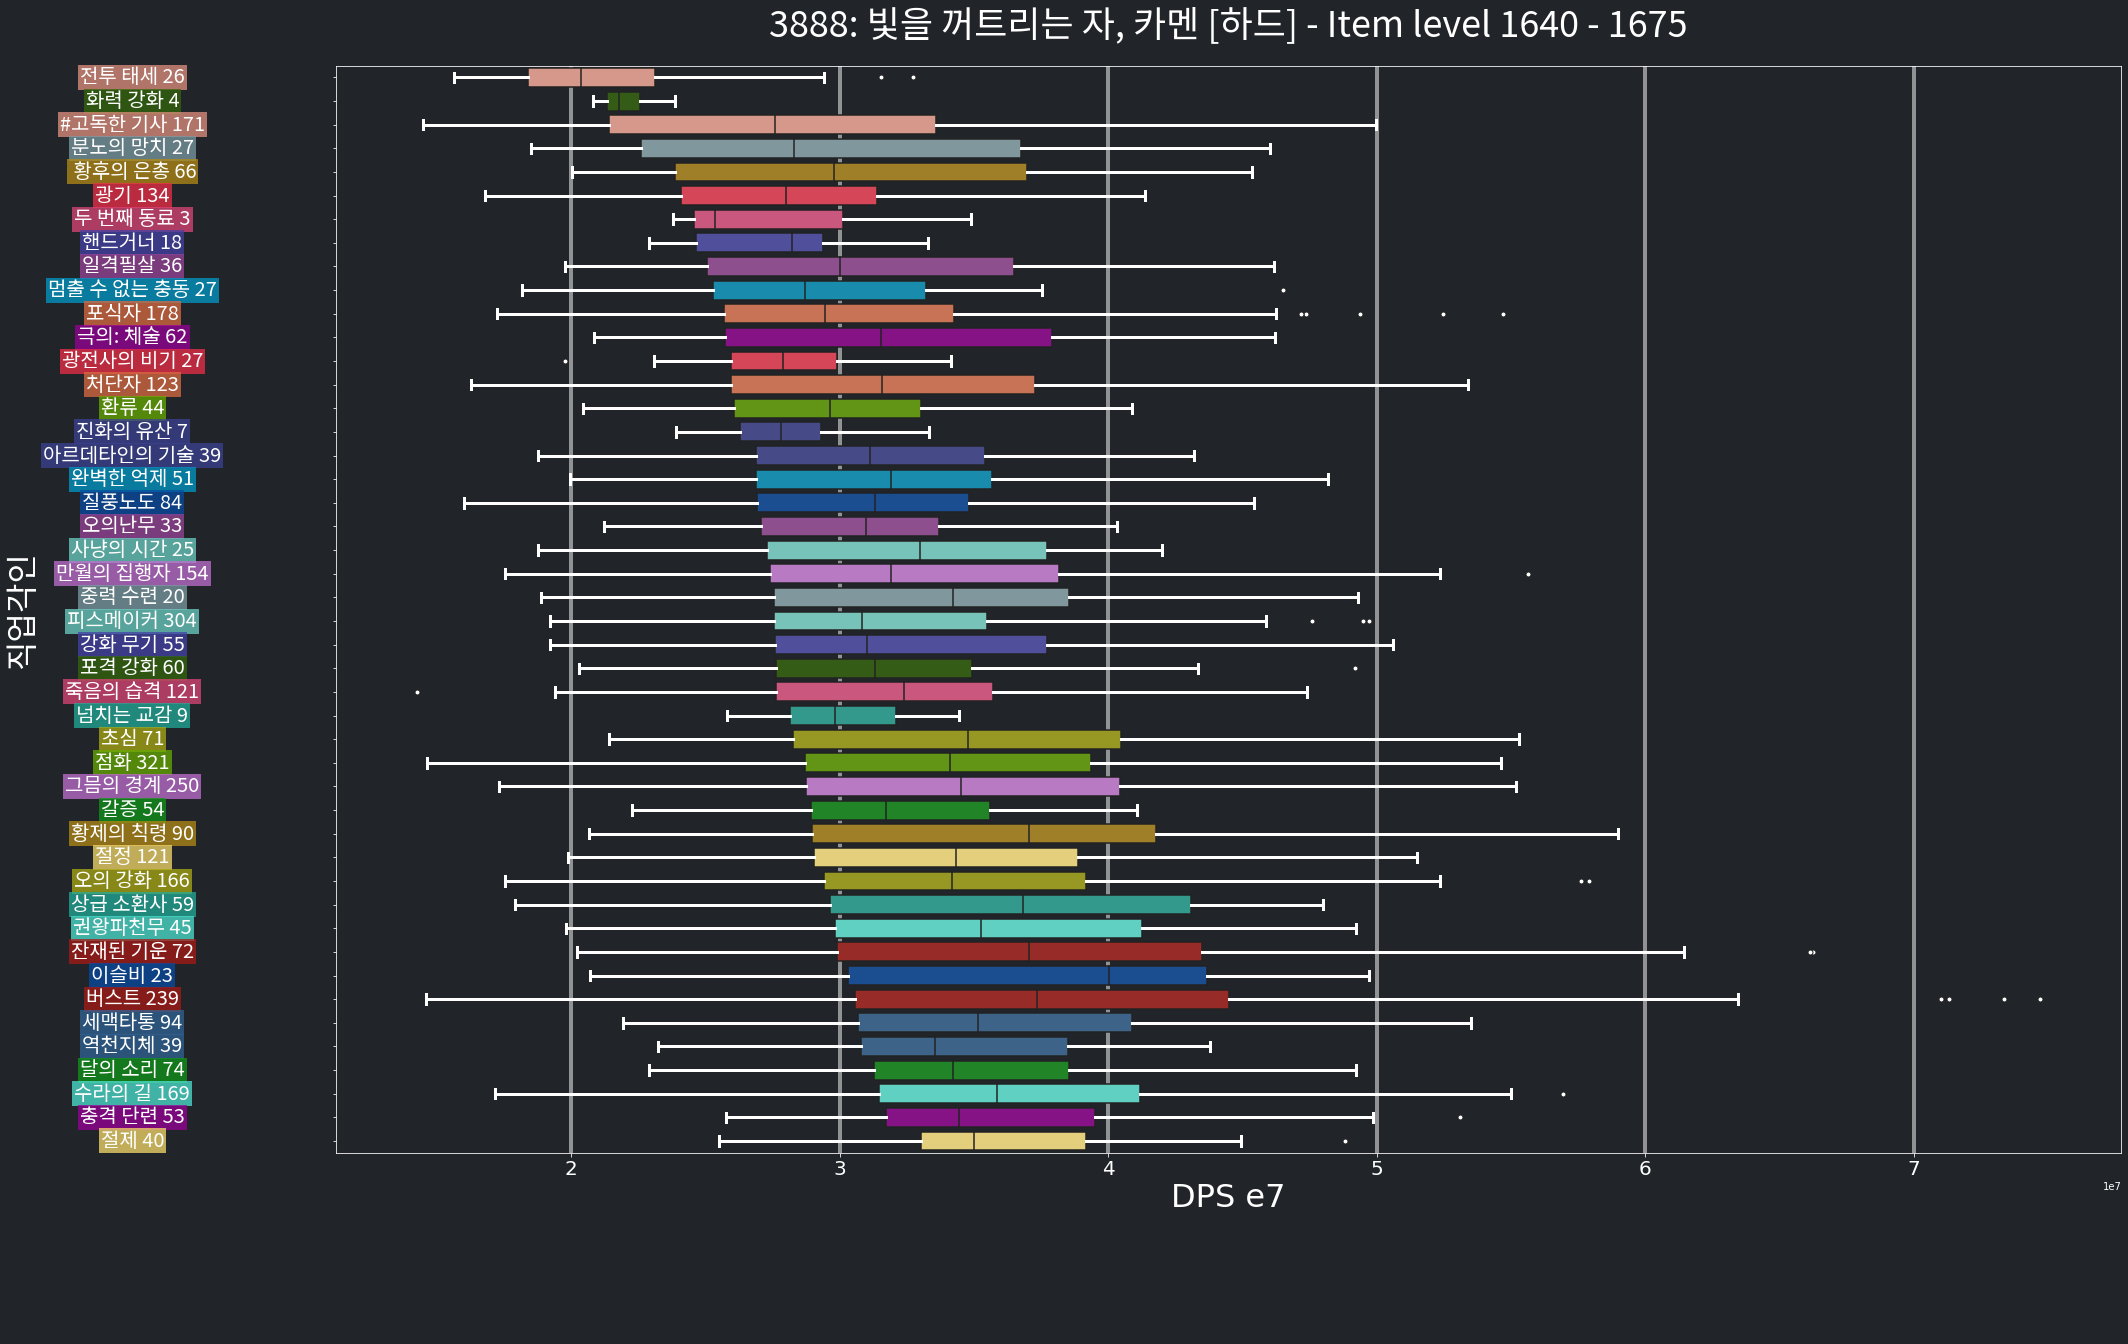 3888: 빛을 꺼트리는 자, 카멘 [하드] - Item level 1640 - 1675
전투 태세 26
화력 강화 4
#고독한 기사 171
분노의 망치 27
황후의 은총 66
광기 134
두 번째 동료 3
핸드거너 18
일격필살 36
멈출 수 없는 충동 27
포식자 178
극의: 체술 62
광전사의 비기 27
처단자 123
환류 44
진화의 유산 7
아르데타인의 기술 39
완벽한 억제 51
질풍노도 84
오의난무 33
사냥의 시간 25
만월의 집행자 154
중력 수련 20
피스메이커 304
강화 무기 55
포격 강화 60
죽음의 습격 121
넘치는 교감 9
초심 71
점화 321
그믐의 경계 250
갈증 54
황제의 칙령 90
절정 121
오의 강화 166
상급 소환사 59
권왕파천무 45
잔재된 기운 72
이슬비 23
버스트 239
세맥타통 94
역천지체 39
달의 소리 74
수라의 길 169
충격 단련 53
절제 40
직업각인
2 3 4 5 6 7
DPS e7
1e7